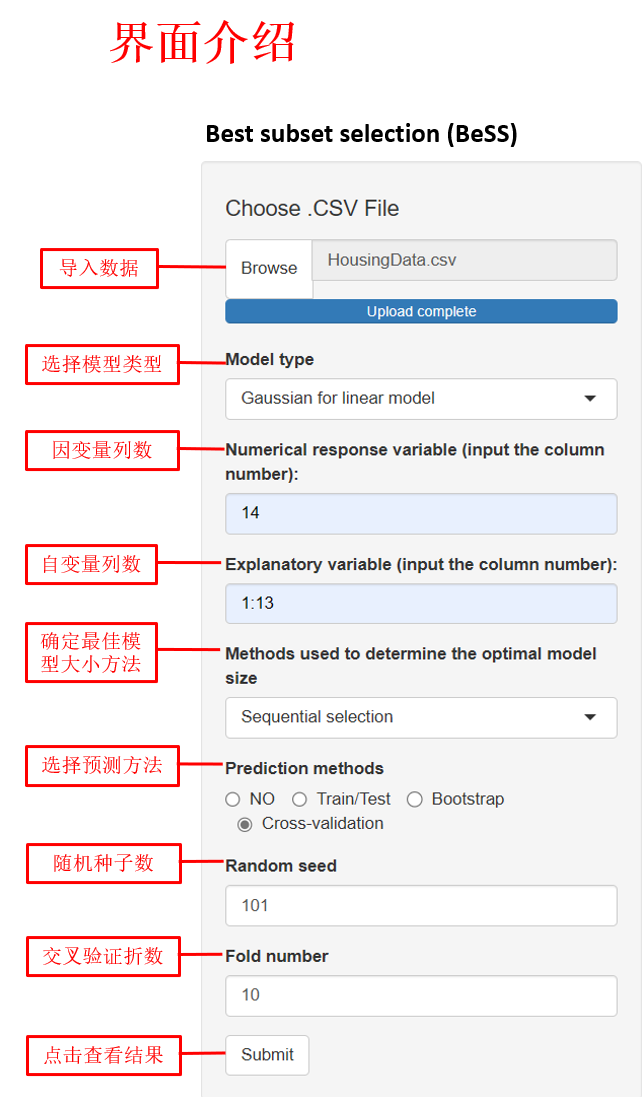 界面介绍
Best subset selection (BeSS)
Choose .CSV File
导入数据
Browse
HousingData.csv
Upload complete
选择模型类型
Model type
Gaussian for linear model
因变量列数
Numerical response variable (input the column
number):
14
自变量列数
Explanatory variable (input the column number):
1:13
确定最佳模
型大小方法
Methods used to determine the optimal model
size
Sequential selection
选择预测方法
Prediction methods
NO Train/Test Bootstrap
Cross-validation
随机种子数
Random seed
101
交叉验证折数
Fold number
10
点击查看结果
Submit